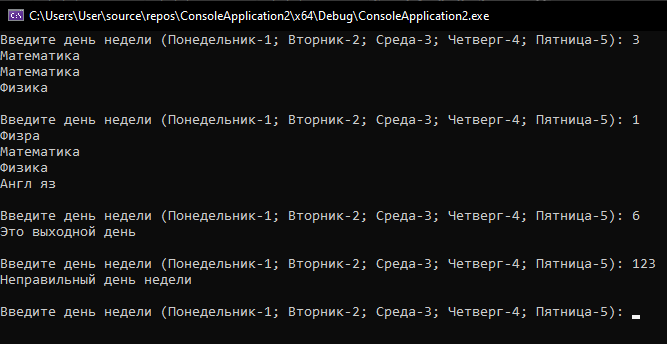 C:\Users\User\source\repos\ConsoleApplication2\x64\Debug\ConsoleApplication2.exe
Введите день недели (Понедельник-1; Вторник-2; Среда-3; Четверг-4; Пятница-5): 3
Математика
Математика
Физика
Введите день недели (Понедельник-1; Вторник-2; Среда-3; Четверг-4; Пятница-5): 1
Физра
Математика
Физика
Англ яз
Введите день недели (Понедельник-1; Вторник-2; Среда-3; Четверг-4; Пятница-5): 6
Это выходной день
Введите день недели (Понедельник-1; Вторник-2; Среда-3; Четверг-4; Пятница-5): 123
Неправильный день недели
Введите день недели (Понедельник-1; Вторник-2; Среда-3; Четверг-4; Пятница-5):